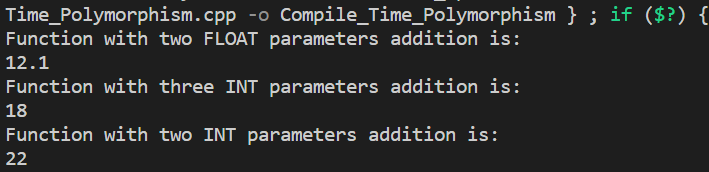 Time_Polymorphism.cpp -o Compile_Time_Polymorphism } ; if ($?) {
Function with two FLOAT parameters addition is:
12.1
Function with three INT parameters addition is:
18
Function with two INT parameters addition is:
22